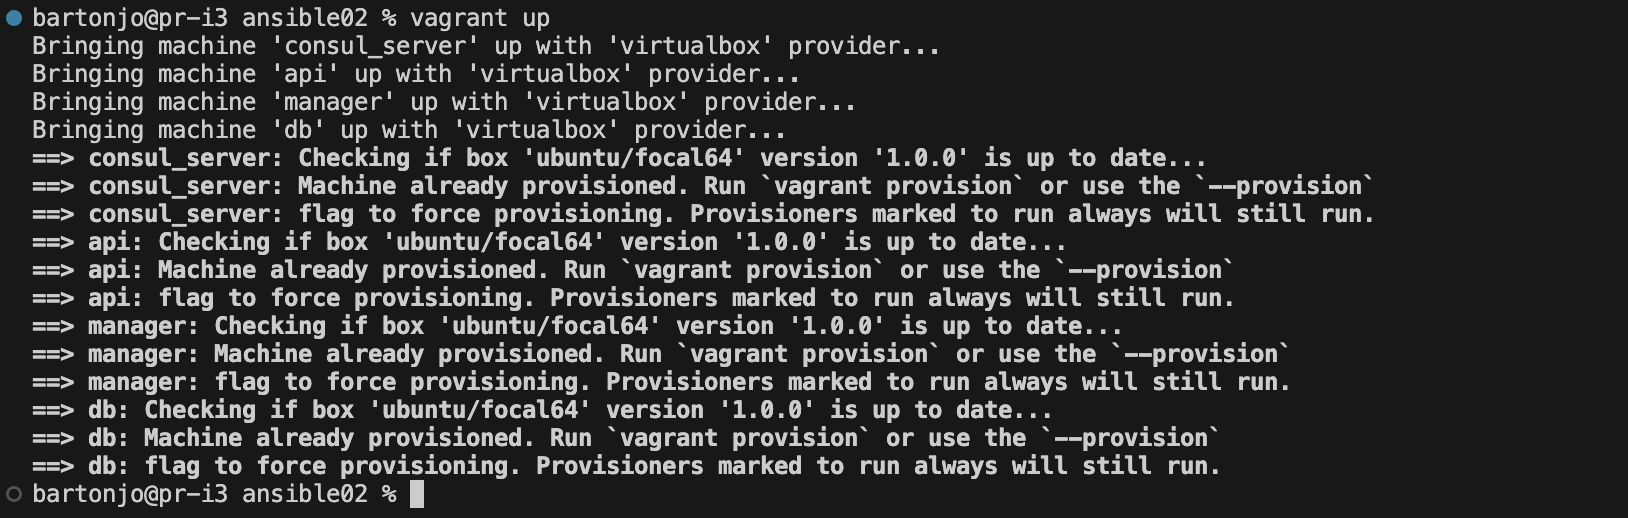 bartonjo@pr-i3 ansible02 % vagrant up
Bringing machine 'consul_server' up with 'virtualbox' provider...
Bringing machine 'api' up with 'virtualbox' provider...
Bringing machine 'manager' up with 'virtualbox' provider...
Bringing machine 'db' up with 'virtualbox' provider...
==> consul_server: Checking if box 'ubuntu/focal64' version '1.0.0' is up to date...
==> consul_server: Machine already provisioned. Run `vagrant provision` or use the `--provision`
==> consul_server: flag to force provisioning. Provisioners marked to run always will still run.
==> api: Checking if box 'ubuntu/focal64' version '1.0.0' is up to date...
==> api: Machine already provisioned. Run `vagrant provision` or use the `--provision`
==> api: flag to force provisioning. Provisioners marked to run always will still run.
==> manager: Checking if box 'ubuntu/focal64' version '1.0.0' is up to date...
==> manager: Machine already provisioned. Run `vagrant provision` or use the `--provision`
==> manager: flag to force provisioning. Provisioners marked to run always will still run.
==> db: Checking if box 'ubuntu/focal64' version '1.0.0' is up to date...
==> db: Machine already provisioned. Run `vagrant provision` or use the `--provision`
==> db: flag to force provisioning. Provisioners marked to run always will still run.
bartonjo@pr-i3 ansible02 %